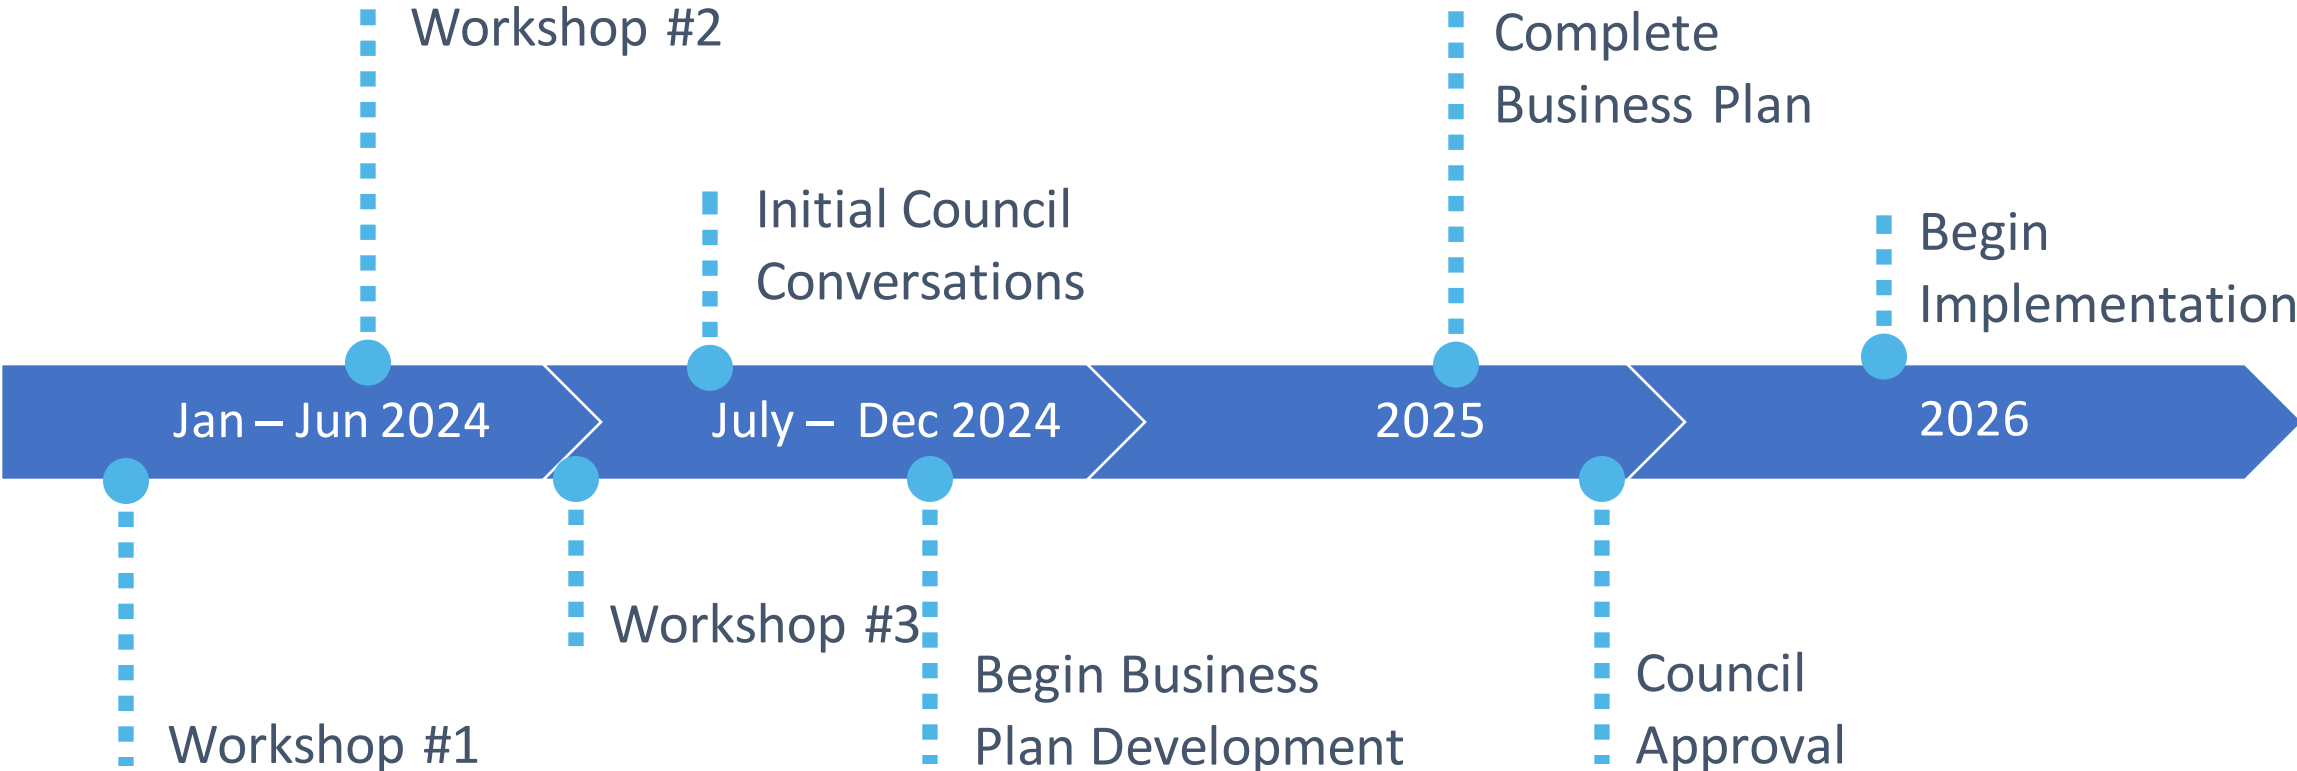 Workshop #2
Complete
Business Plan
Initial Council
Conversations
Begin
Implementation
Jan – Jun 2024
July – Dec 2024
2025
2026
Workshop #3
Begin Business
Plan Development
Council
Approval
Workshop #1